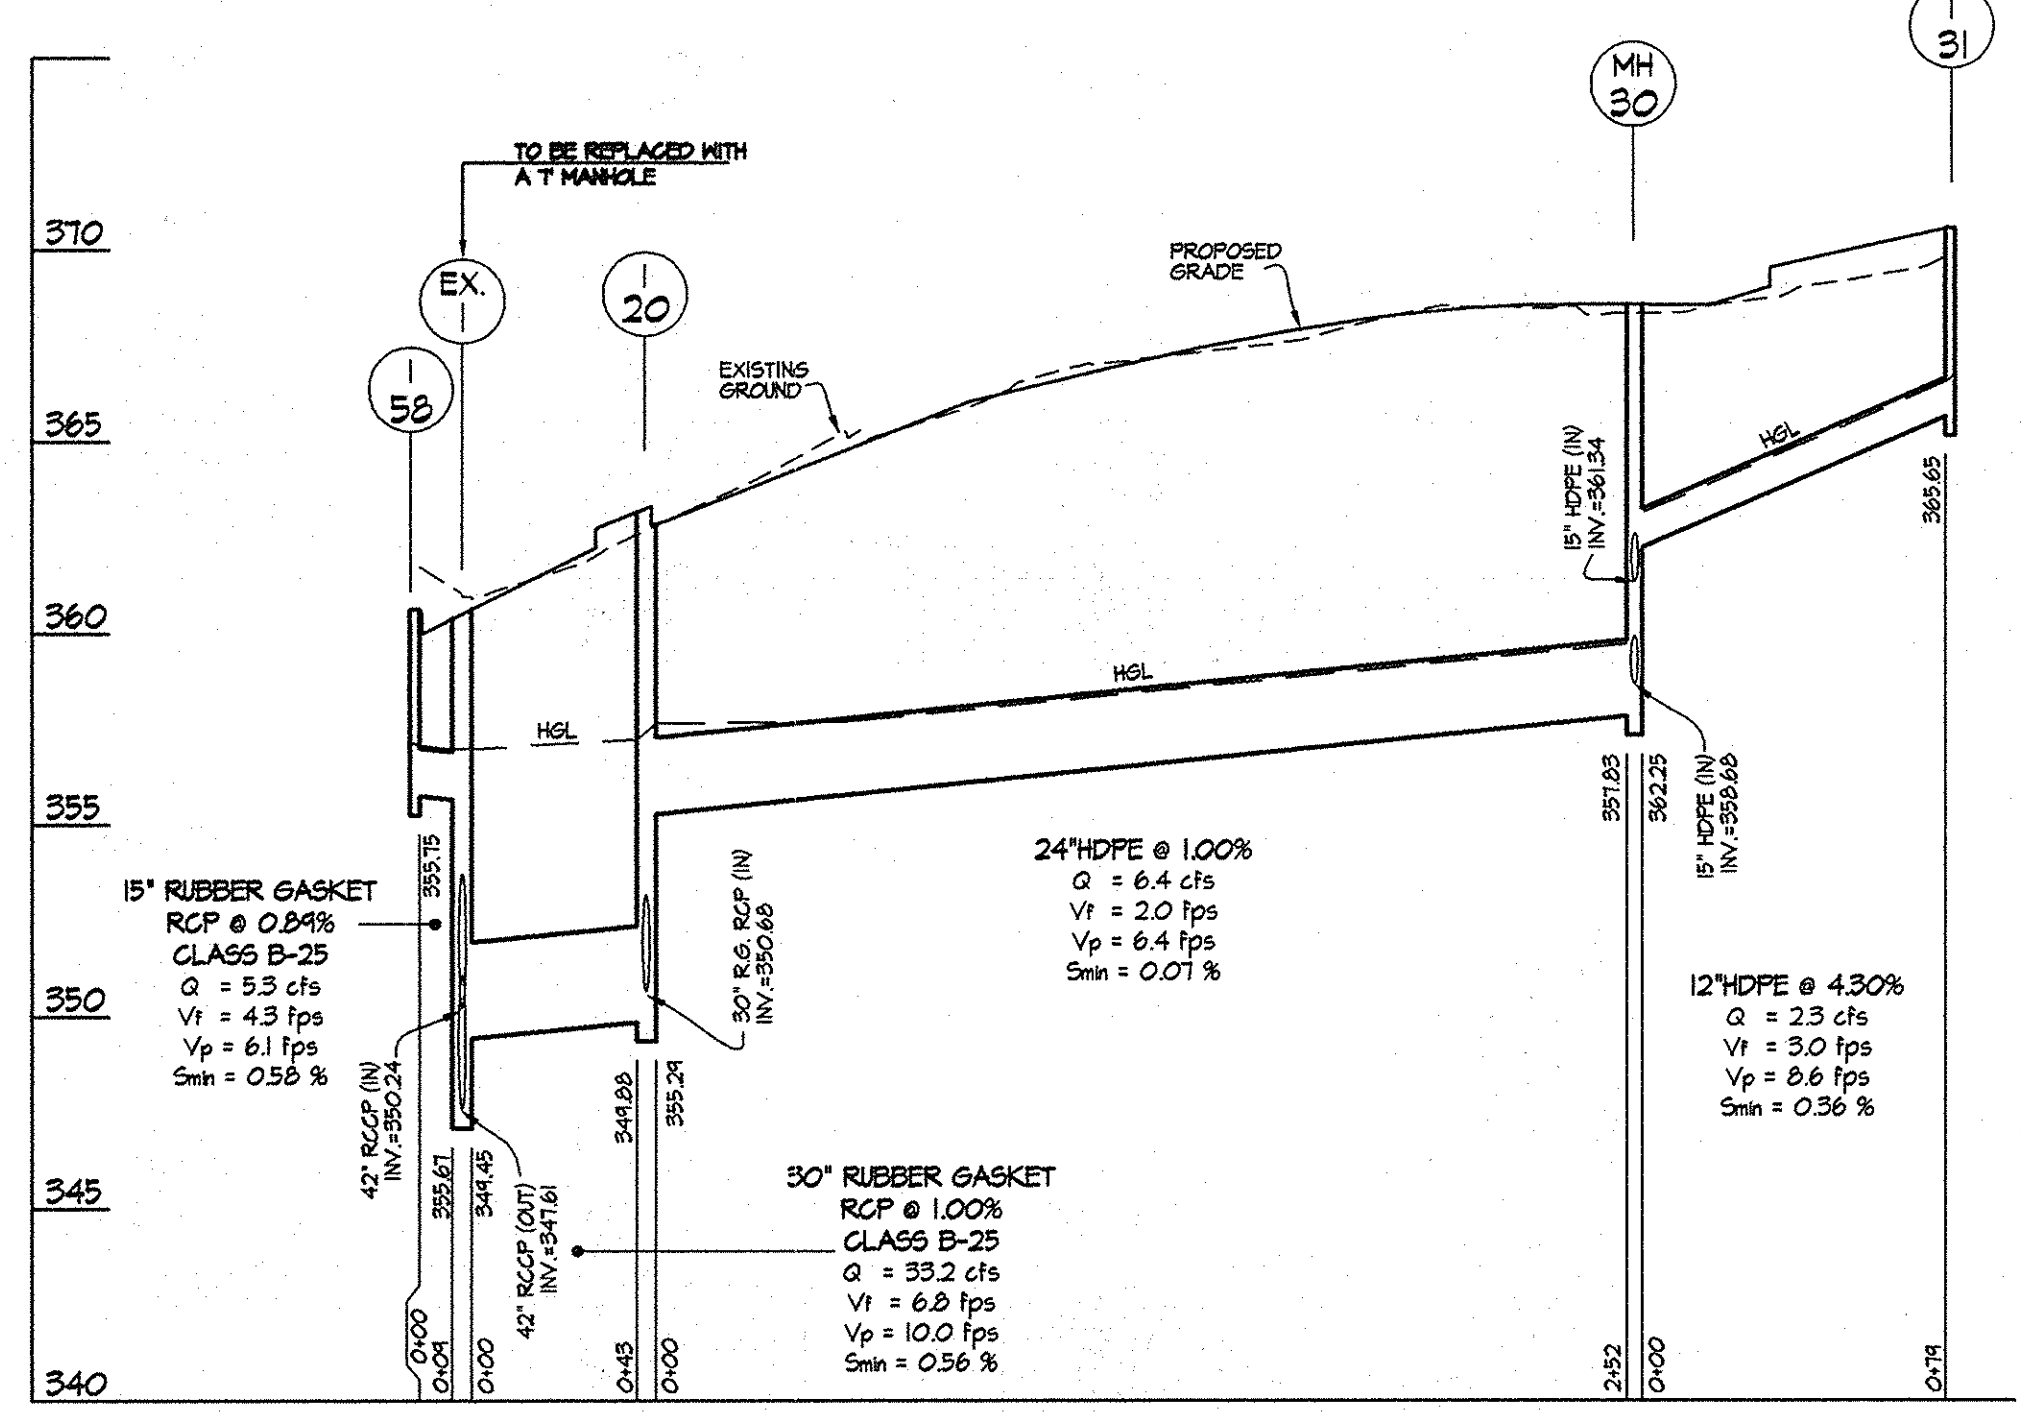 31
MH
30
TO BE REPLACED WITH
A 'T' MANHOLE
370
EX.
20
PROPOSED
GRADE
58
EXISTING
GROUND
365
HGL
15" HDPE (IN)
INV.=361.34
365.65
360
HGL
HGL
355
357.83
362.25
15" HDPE (IN)
INV.=358.68
355.75
15" RUBBER GASKET
RCP @ 0.89%
CLASS B-25
Q = 5.3 cfs
Vf = 4.3 fps
Vp = 6.1 fps
Smin = 0.58 %
30" R.G. RCP (IN)
INV.=350.68
24"HDPE @ 1.00%
Q = 6.4 cfs
Vf = 2.0 fps
Vp = 6.4 fps
Smin = 0.07 %
12"HDPE @ 4.30%
Q = 2.3 cfs
Vf = 3.0 fps
Vp = 8.6 fps
Smin = 0.36 %
350
42" RCCP (IN)
INV.=350.24
349.88
355.29
345
355.67
349.45
42" RCCP (OUT)
INV.=347.61
30" RUBBER GASKET
RCP @ 1.00%
CLASS B-25
Q = 33.2 cfs
Vf = 6.8 fps
Vp = 10.0 fps
Smin = 0.56 %
340
0+00
0+09
0+00
0+43
0+00
2+52
0+00
0+79